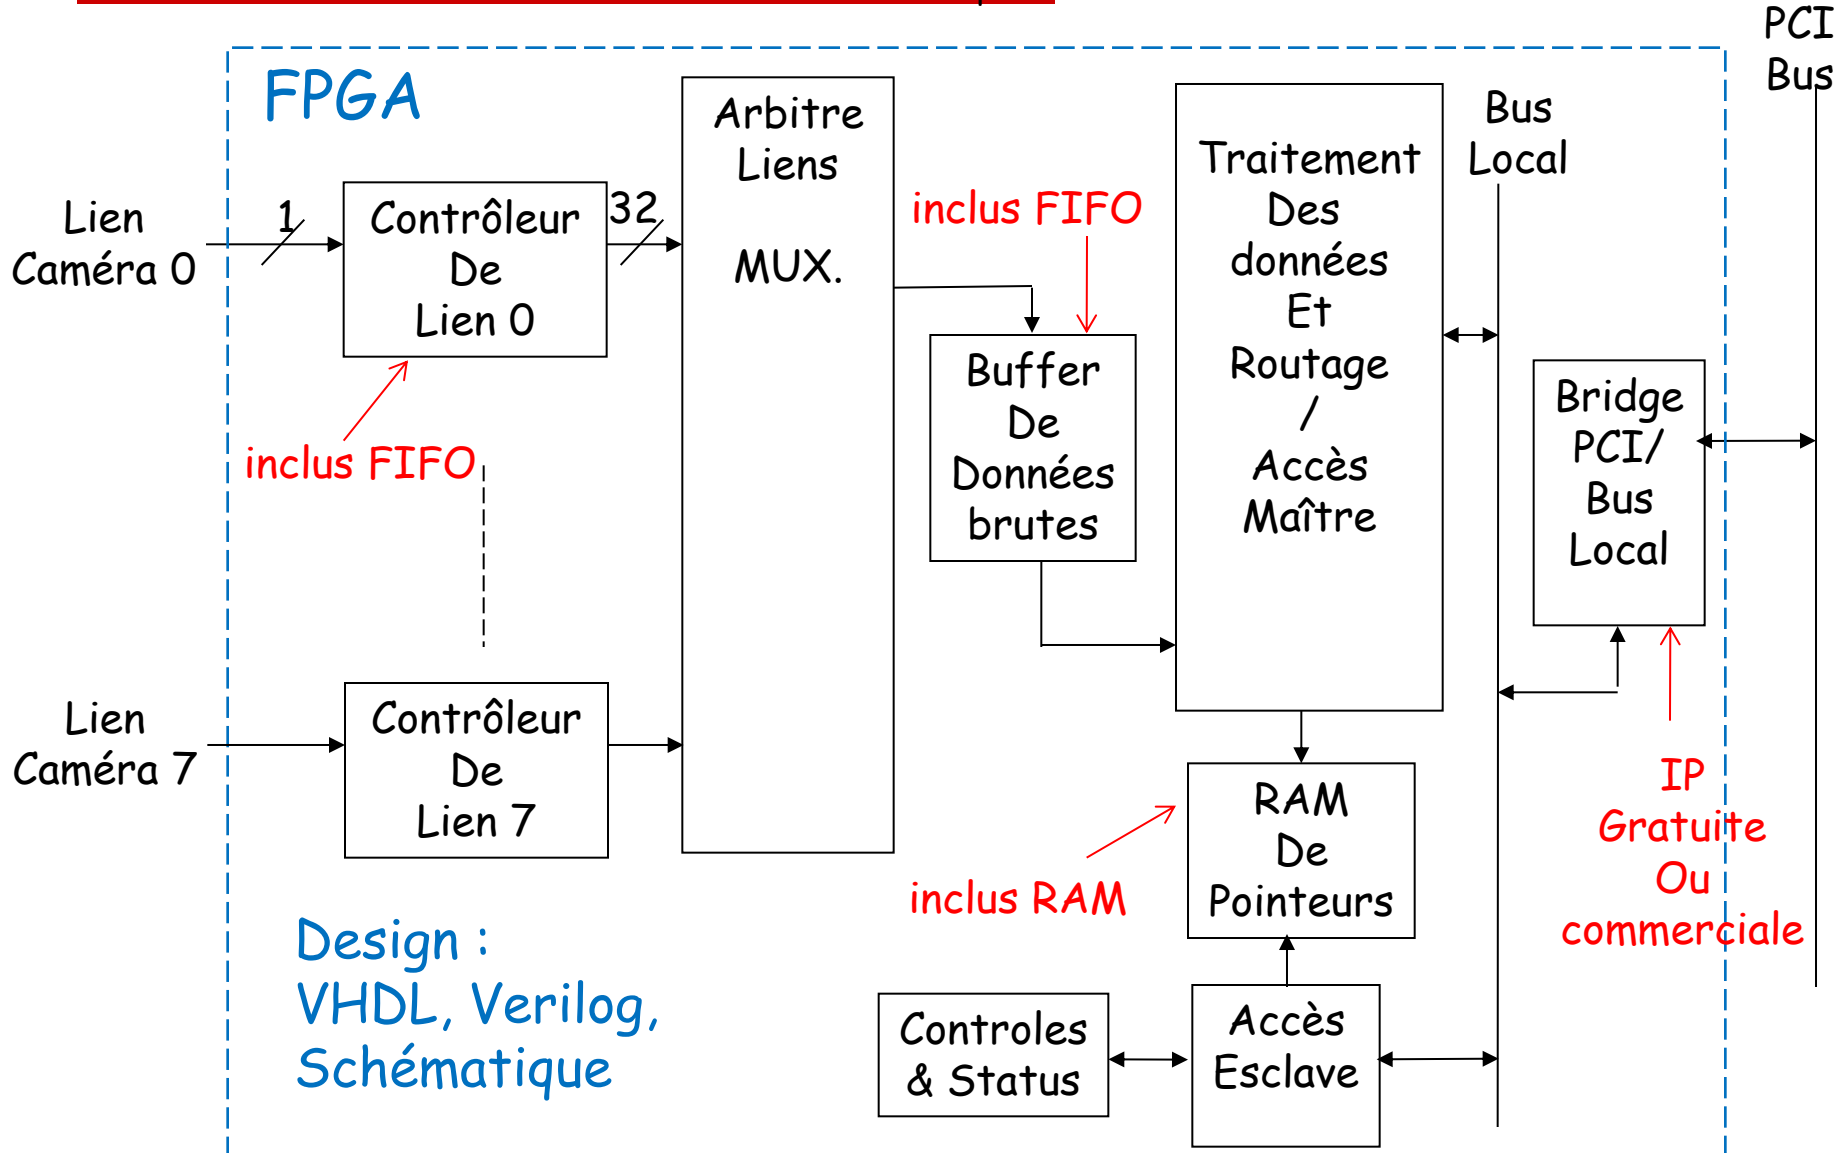 PCI
Bus
FPGA
Lien
Caméra 0
1
Contrôleur
De
Lien 0
32
inclus FIFO
Arbitre
Liens
MUX.
inclus FIFO
Buffer
De
Données
brutes
Traitement
Des
données
Et
Routage
/
Accès
Maître
Bus
Local
Bridge
PCI/
Bus
Local
Lien
Caméra 7
Contrôleur
De
Lien 7
RAM
De
Pointeurs
inclus RAM
IP
Gratuite
Ou
commerciale
Design :
VHDL, Verilog,
Schématique
Controles
& Status
Accès
Esclave